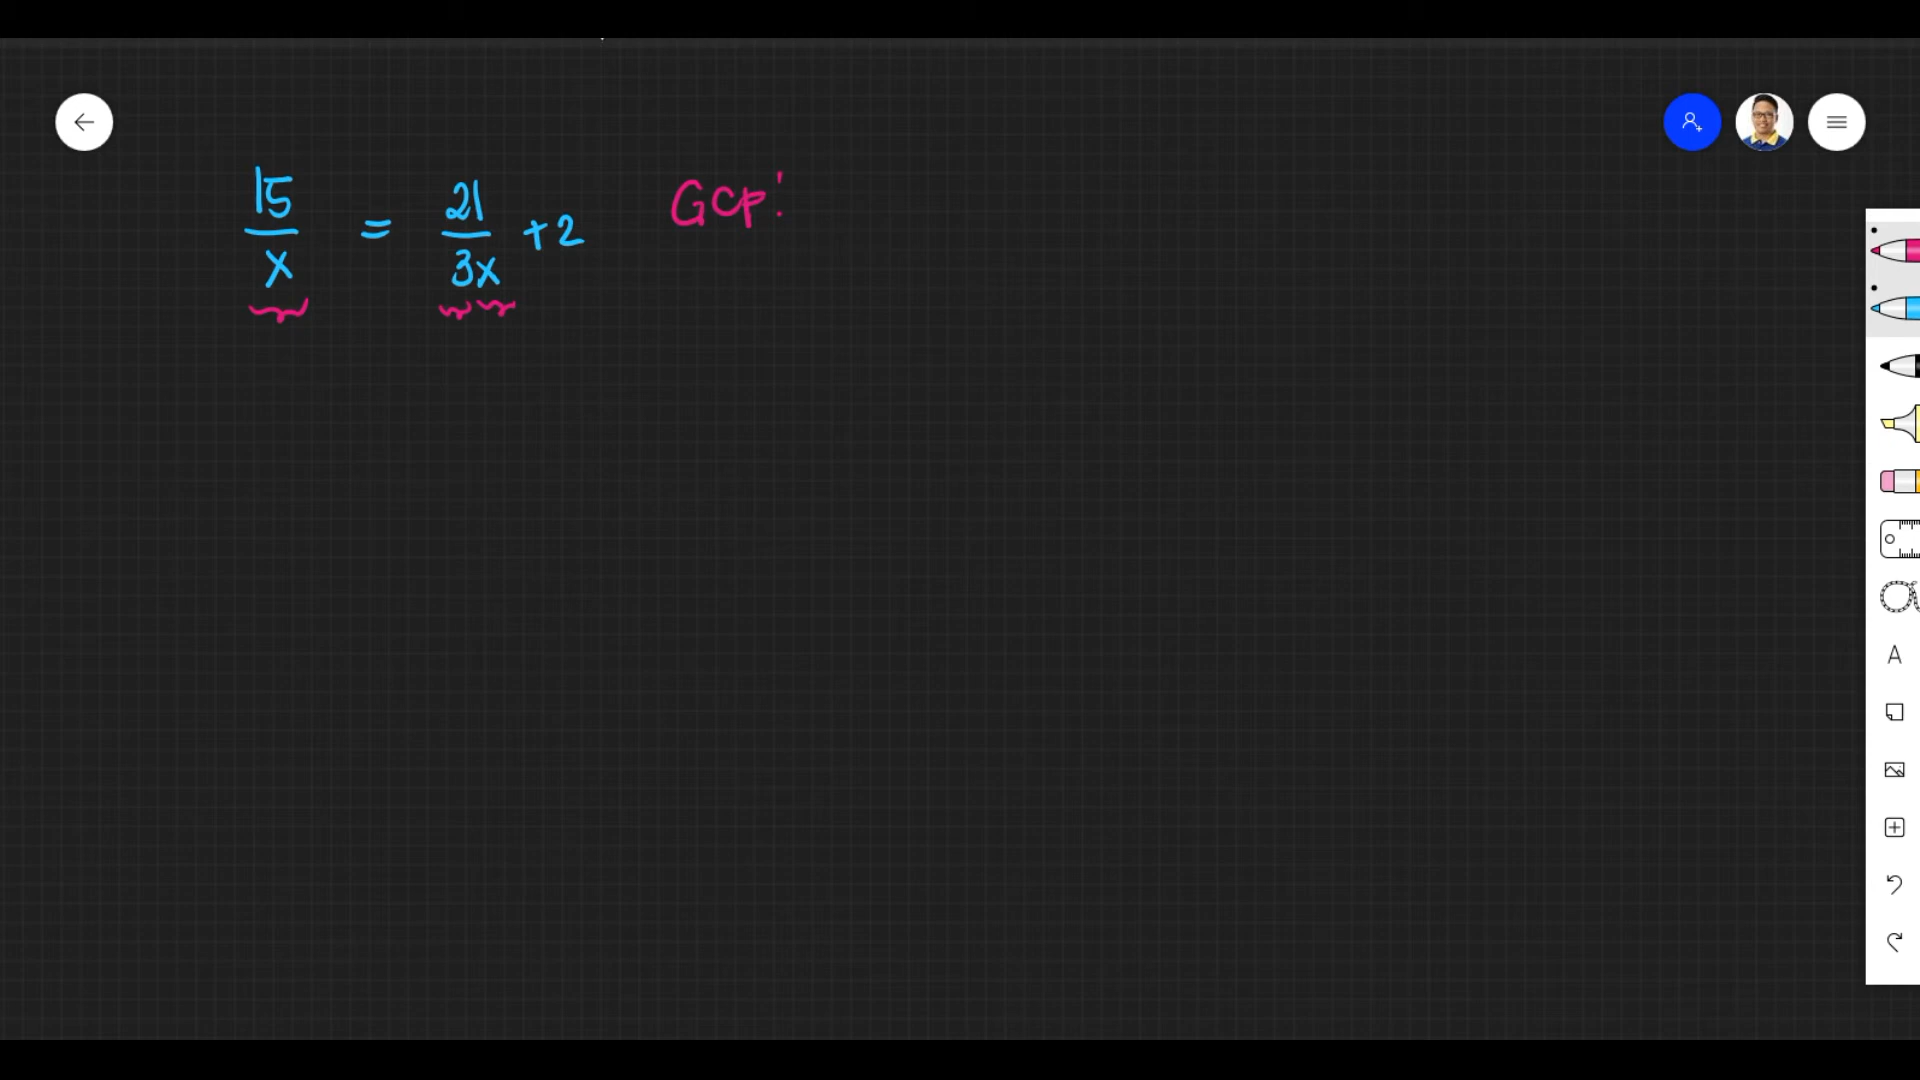 15/x = 21/3x + 2 GCF:
A